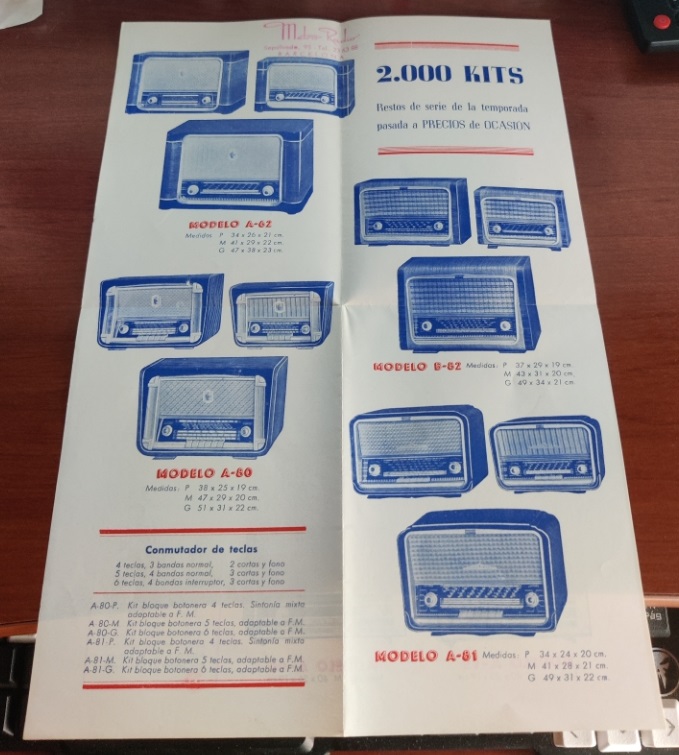 BARCELONA
MODELO A-62
Medidas: P 34 x 26 x 21 cm.
M 41 x 29 x 22 cm.
G 47 x 38 x 23 cm.
MODELO A-80
Medidas: P 38 x 25 x 19 cm.
M 47 x 29 x 20 cm.
G 51 x 31 x 22 cm.
Conmutador de teclas
4 teclas, 3 bandas normal, 2 cortas y fono
5 teclas, 4 bandas normal, 3 cortas y fono
6 teclas, 4 bandas interruptor, 3 cortas y fono
A-80-P. Kit bloque botonera 4 teclas. Sintonía mixta
adaptable a F. M.
A 80-M. Kit bloque botonera 5 teclas, adaptable a F. M.
A-80-G. Kit bloque botonera 6 teclas, adaptable a F. M.
A-81-P. Kit bloque botonera 4 teclas. Sintonía mixta
adaptable a F. M.
A-81-M. Kit bloque botonera 5 teclas, adaptable a F. M.
A-81-G. Kit bloque botonera 6 teclas, adaptable a F. M.
2.000 KITS
Restos de serie de la temporada
pasada a PRECIOS de OCASIÓN
MODELO B-82 Medidas: P 37 x 29 x 19 cm.
M 43 x 31 x 20 cm.
G 49 x 34 x 21 cm.
MODELO A-81 Medidas: P 34 x 24 x 20 cm.
M 41 x 28 x 21 cm.
G 49 x 31 x 22 cm.